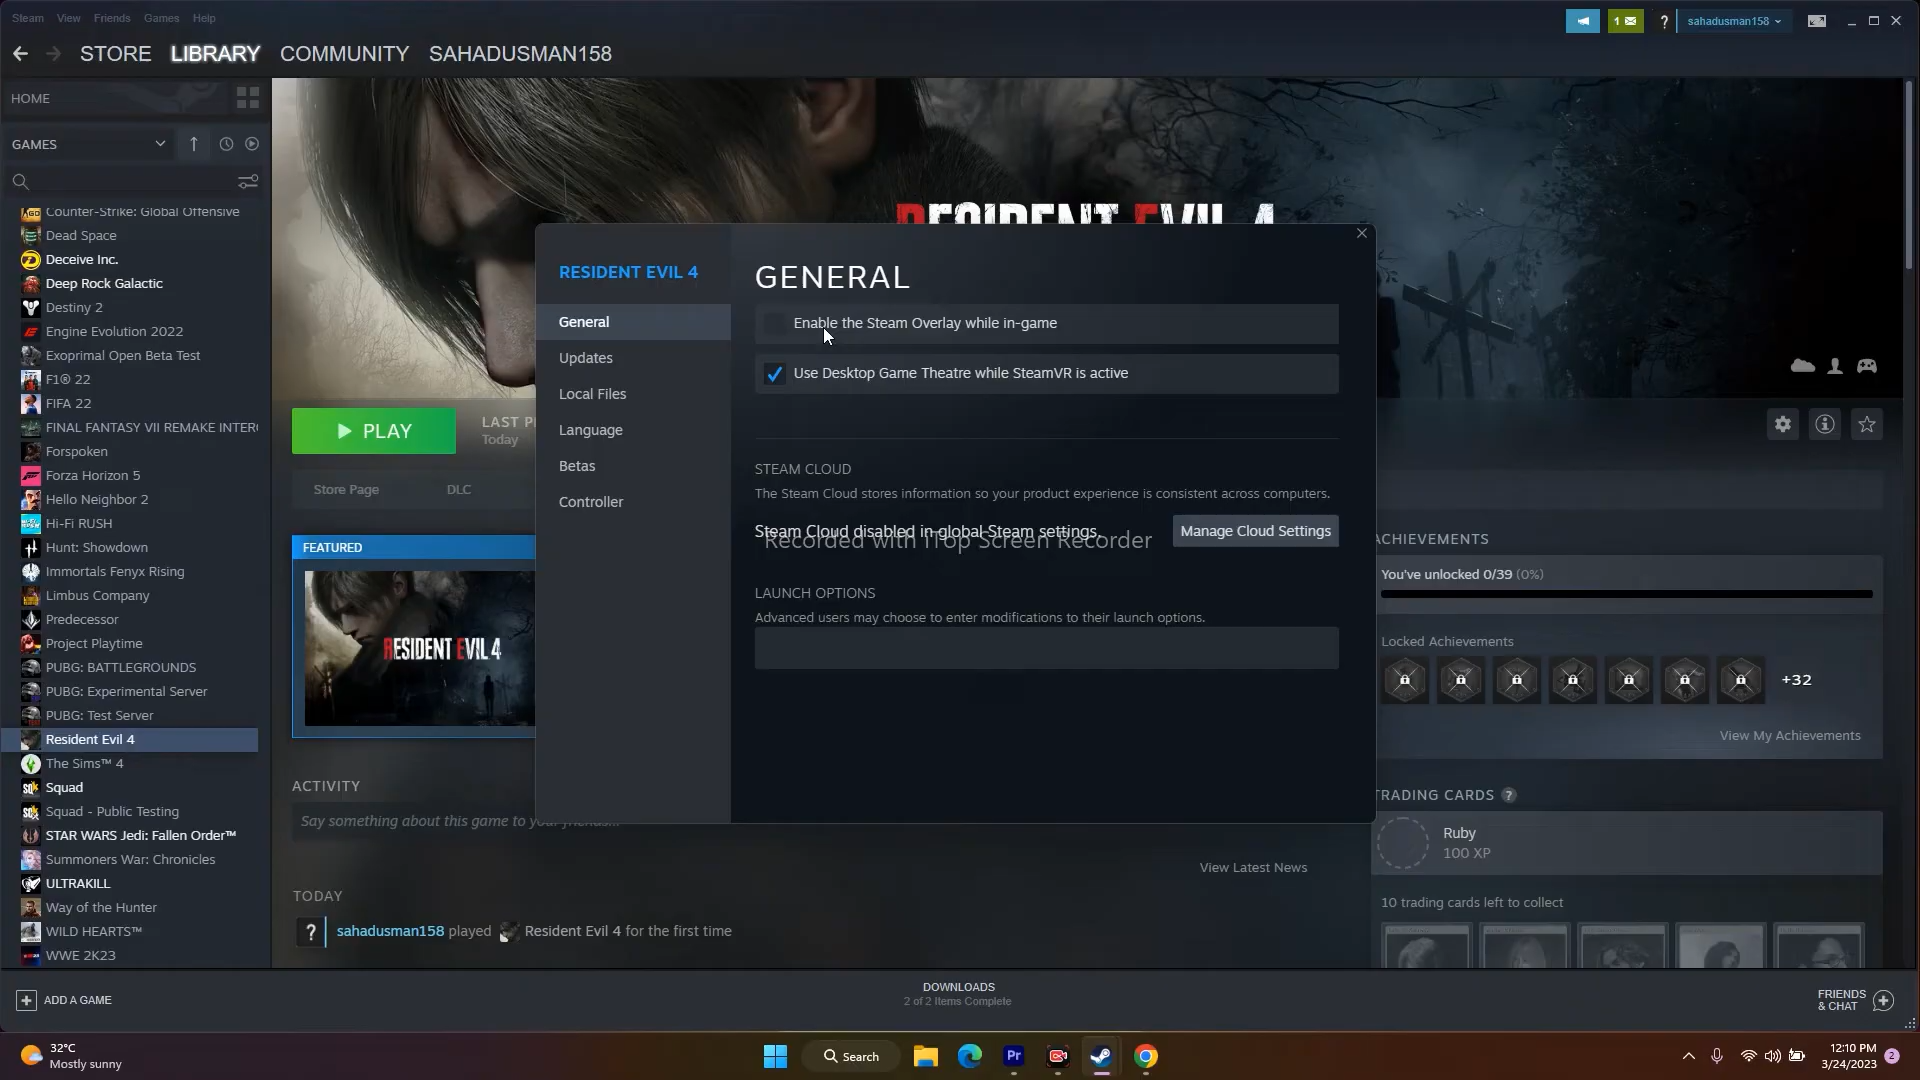 Steam View Friends Games Help
1
?
sahadusman158
STORE LIBRARY COMMUNITY SAHADUSMAN158
HOME
GAMES
Counter-Strike: Global Offensive
Dead Space
Deceive Inc.
Deep Rock Galactic
Destiny 2
Engine Evolution 2022
Exoprimal Open Beta Test
F1® 22
FIFA 22
FINAL FANTASY VII REMAKE INTER
Forspoken
Forza Horizon 5
Hello Neighbor 2
Hi-Fi RUSH
Hunt: Showdown
Immortals Fenyx Rising
Limbus Company
Predecessor
Project Playtime
PUBG: BATTLEGROUNDS
PUBG: Experimental Server
PUBG: Test Server
Resident Evil 4
The Sims™ 4
Squad
Squad - Public Testing
STAR WARS Jedi: Fallen Order™
Summoners War: Chronicles
ULTRAKILL
Way of the Hunter
WILD HEARTS™
WWE 2K23
ADD A GAME
RESIDENT EVIL 4
PLAY
LAST P
Today
Store Page DLC
FEATURED
RESIDENT EVIL 4
ACTIVITY
Say something about this game to your friends...
View Latest News
TODAY
? sahadusman158 played Resident Evil 4 for the first time
RESIDENT EVIL 4
General
Updates
Local Files
Language
Betas
Controller
GENERAL
Enable the Steam Overlay while in-game
Use Desktop Game Theatre while SteamVR is active
STEAM CLOUD
The Steam Cloud stores information so your product experience is consistent across computers.
Steam Cloud disabled in global Steam settings.
Manage Cloud Settings
Recorded with iTop Screen Recorder
LAUNCH OPTIONS
Advanced users may choose to enter modifications to their launch options.
ACHIEVEMENTS
You've unlocked 0/39 (0%)
Locked Achievements
+32
View My Achievements
TRADING CARDS ?
Ruby
100 XP
10 trading cards left to collect
DOWNLOADS
2 of 2 Items Complete
FRIENDS
& CHAT
32°C
Mostly sunny
Search
Pr
12:10 PM
3/24/2023
2